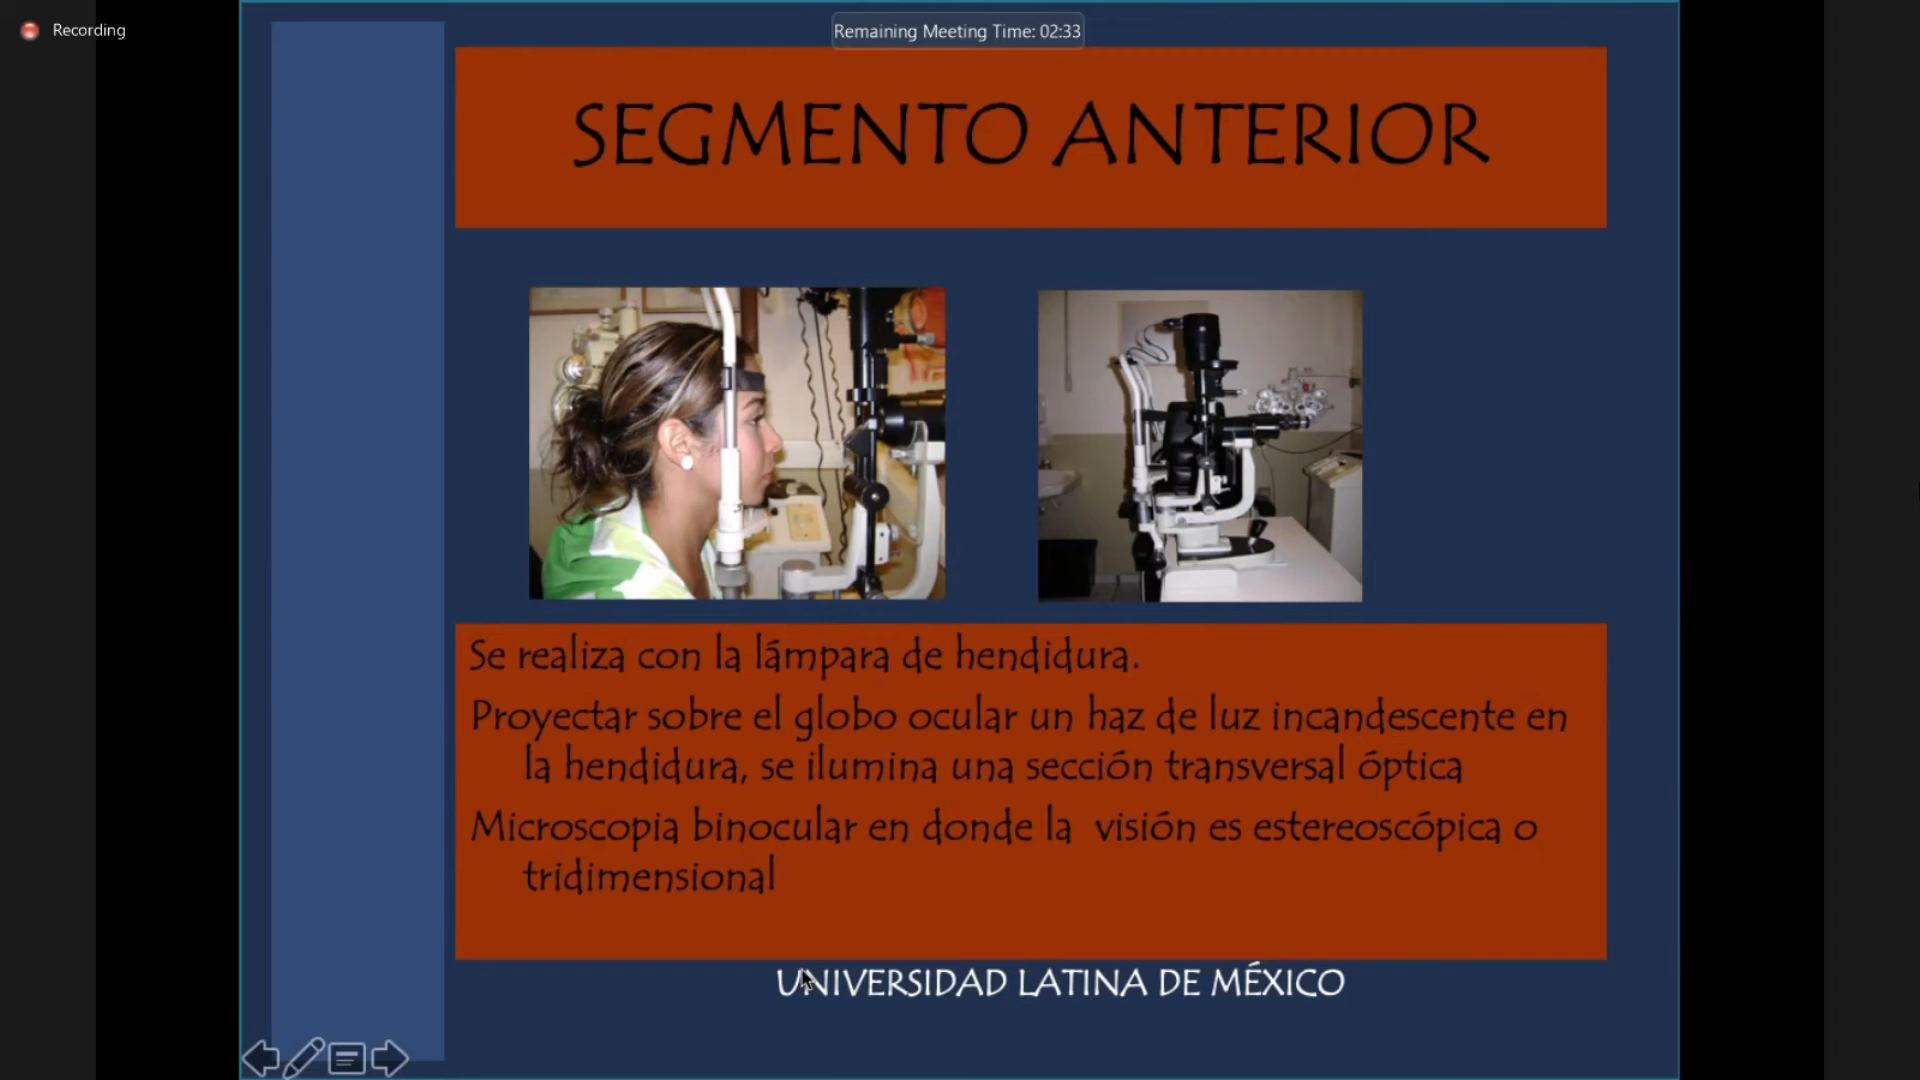 Recording
Remaining Meeting Time: 02:33
SEGMENTO ANTERIOR
Se realiza con la lámpara de hendidura.
Proyectar sobre el globo ocular un haz de luz incandescente en
la hendidura, se ilumina una sección transversal óptica
Microscopia binocular en donde la visión es estereoscópica o
tridimensional
UNIVERSIDAD LATINA DE MÉXICO